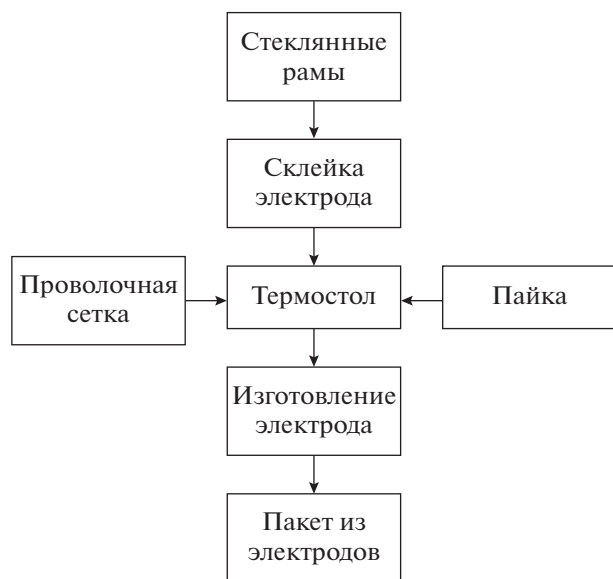 Стеклянные
рамы
Склейка
электрода
Проволочная
сетка
Термостол
Пайка
Изготовление
электрода
Пакет из
электродов